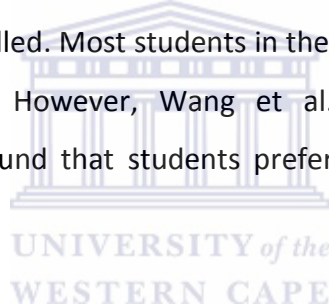 lled. Most students in the
However, Wang et al.
und that students prefer
UNIVERSITY of the
WESTERN CAPE